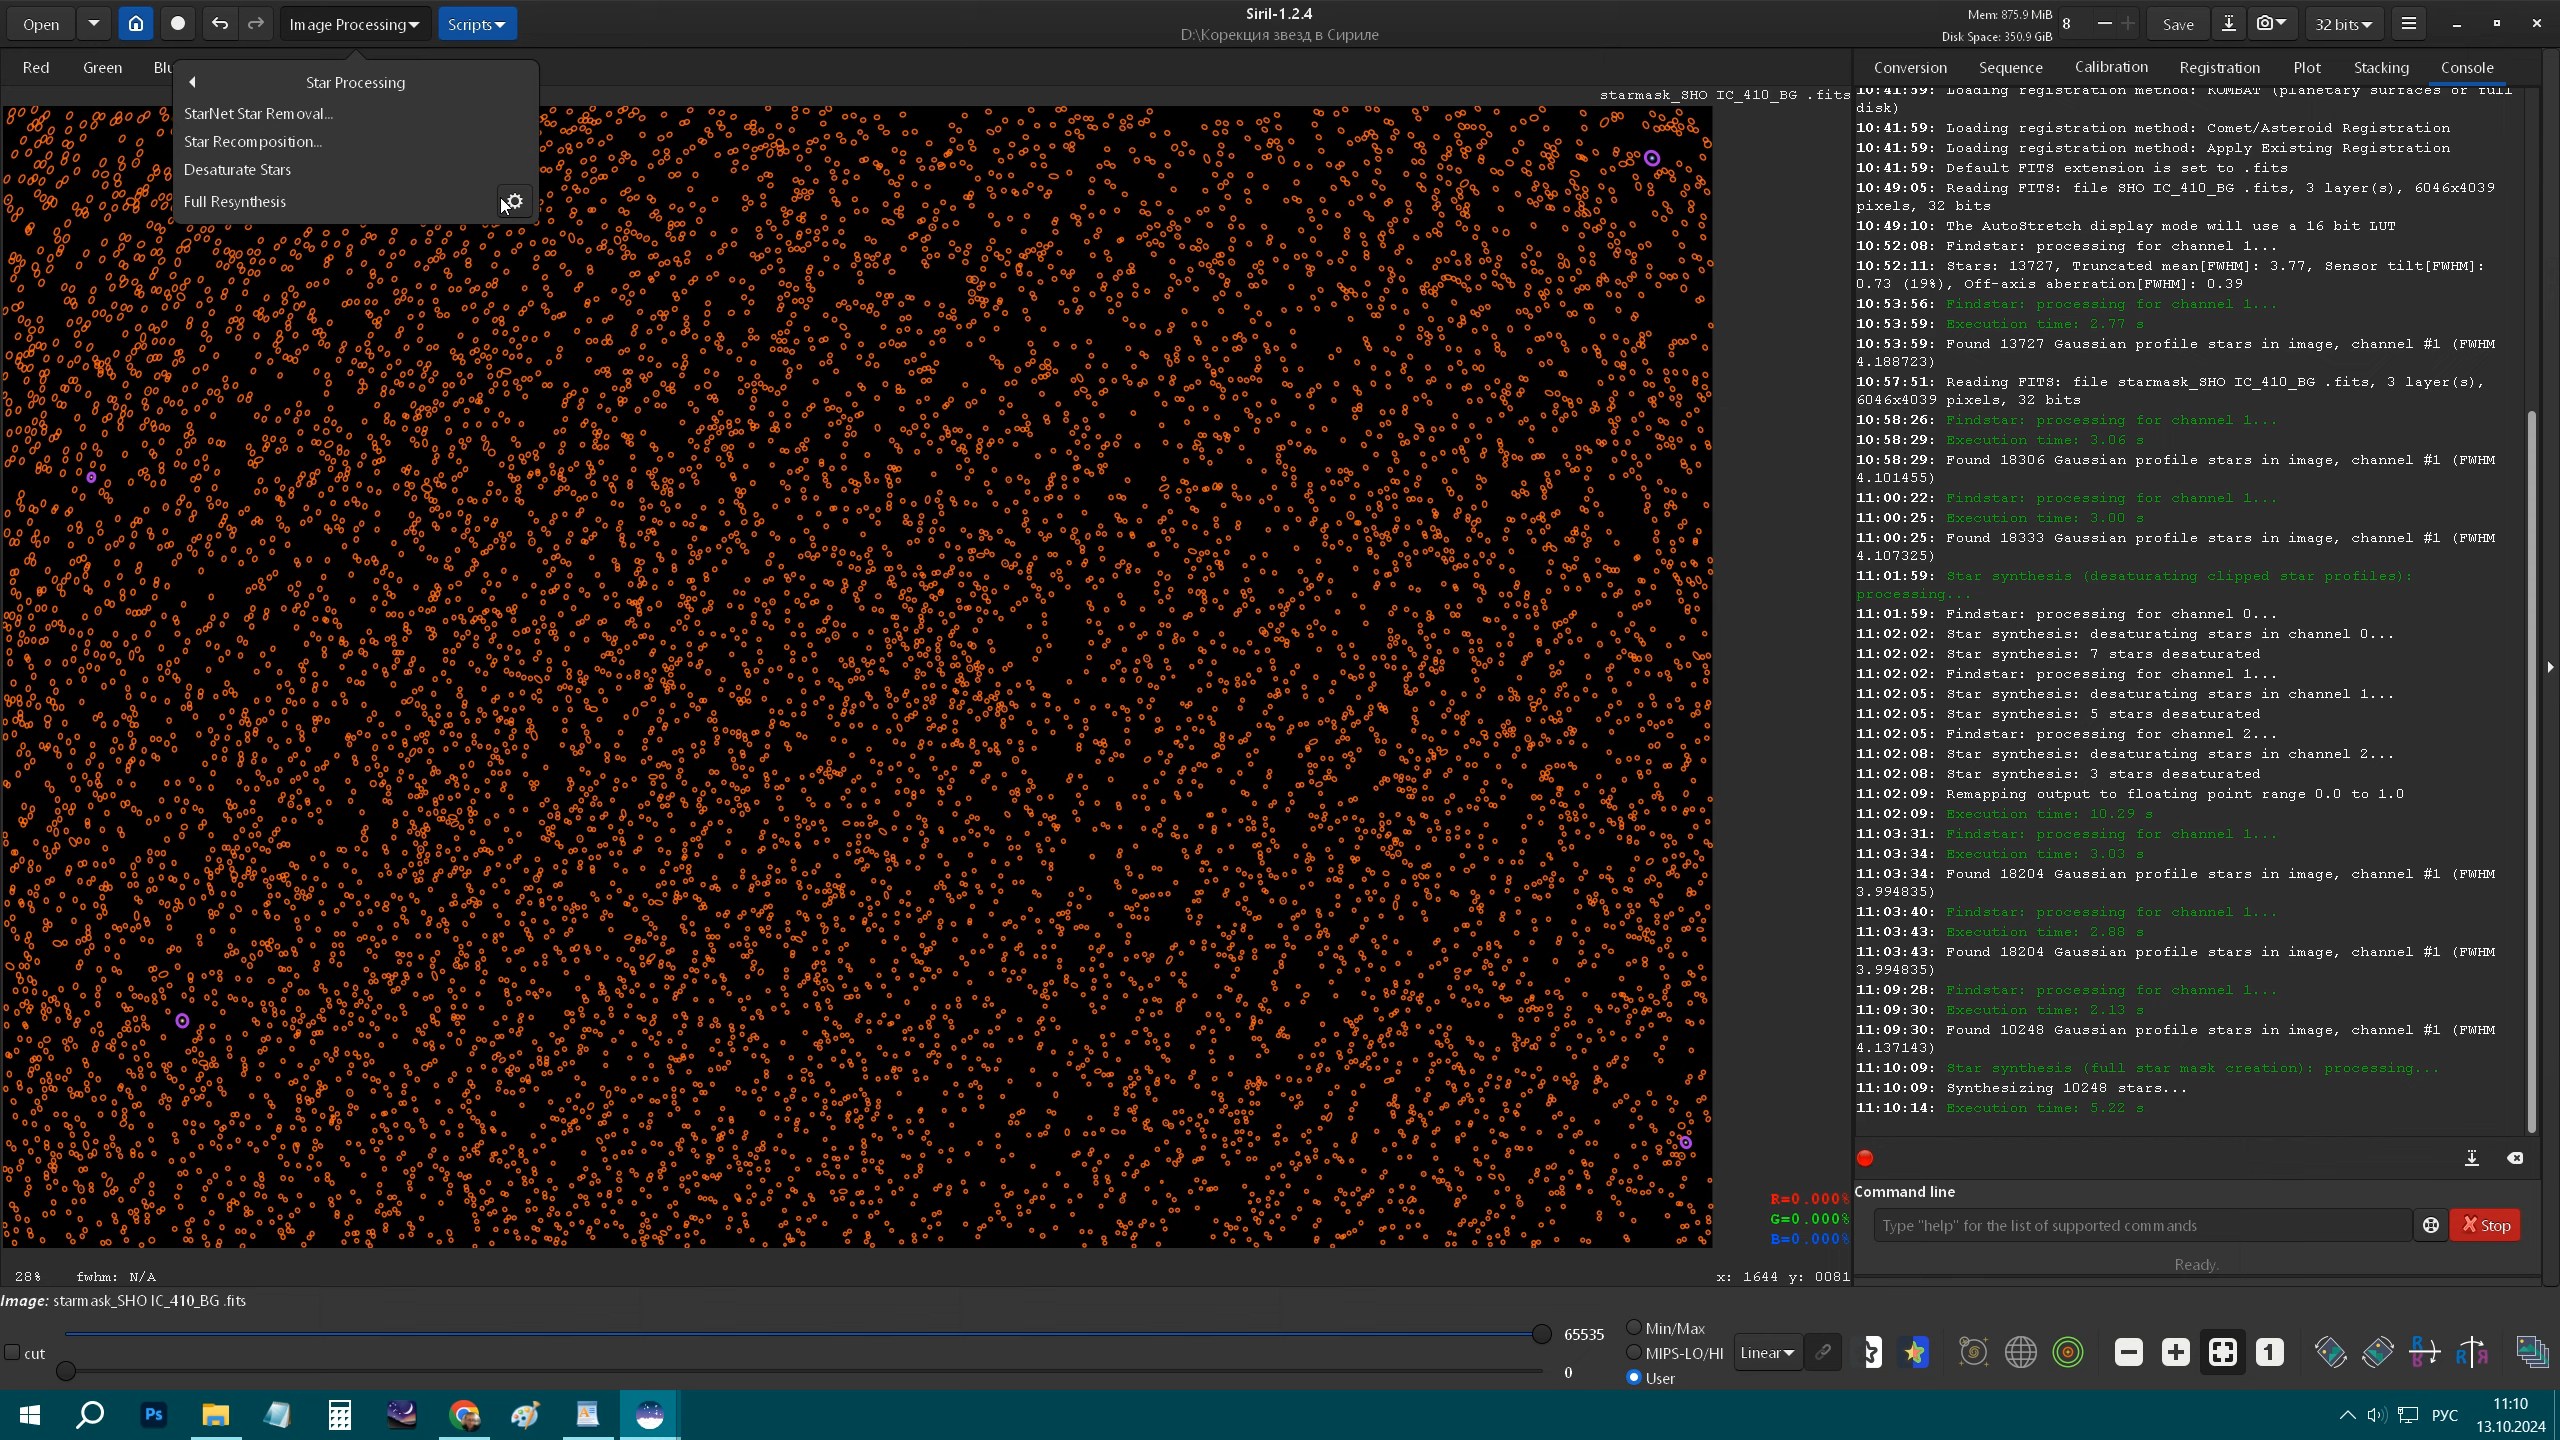 Open
Image Processing
Scripts
Siril-1.2.4
D:\Корекция звезд в Сириле
Mem: 875.9 MiB
Disk Space: 350.9 GiB
8
Save
32 bits
Red
Green
Star Processing
StarNet Star Removal...
Star Recomposition...
Desaturate Stars
Full Resynthesis
starmask_SHO IC_410_BG .fits
Conversion
Sequence
Calibration
Registration
Plot
Stacking
Console
10:41:59: Loading registration method: KOMBAT (planetary surfaces or full
disk)
10:41:59: Loading registration method: Comet/Asteroid Registration
10:41:59: Loading registration method: Apply Existing Registration
10:41:59: Default FITS extension is set to .fits
10:49:05: Reading FITS: file SHO IC_410_BG .fits, 3 layer(s), 6046x4039
pixels, 32 bits
10:49:10: The AutoStretch display mode will use a 16 bit LUT
10:52:08: Findstar: processing for channel 1...
10:52:11: Stars: 13727, Truncated mean[FWHM]: 3.77, Sensor tilt[FWHM]:
0.73 (19%), Off-axis aberration[FWHM]: 0.39
10:53:56: Findstar: processing for channel 1...
10:53:59: Execution time: 2.77 s
10:53:59: Found 13727 Gaussian profile stars in image, channel #1 (FWHM
4.188723)
10:57:51: Reading FITS: file starmask_SHO IC_410_BG .fits, 3 layer(s),
6046x4039 pixels, 32 bits
10:58:26: Findstar: processing for channel 1...
10:58:29: Execution time: 3.06 s
10:58:29: Found 18306 Gaussian profile stars in image, channel #1 (FWHM
4.101455)
11:00:22: Findstar: processing for channel 1...
11:00:25: Execution time: 3.00 s
11:00:25: Found 18333 Gaussian profile stars in image, channel #1 (FWHM
4.107325)
11:01:59: Star synthesis (desaturating clipped star profiles):
processing...
11:01:59: Findstar: processing for channel 0...
11:02:02: Star synthesis: desaturating stars in channel 0...
11:02:02: Star synthesis: 7 stars desaturated
11:02:02: Findstar: processing for channel 1...
11:02:05: Star synthesis: desaturating stars in channel 1...
11:02:05: Star synthesis: 5 stars desaturated
11:02:05: Findstar: processing for channel 2...
11:02:08: Star synthesis: desaturating stars in channel 2...
11:02:08: Star synthesis: 3 stars desaturated
11:02:09: Remapping output to floating point range 0.0 to 1.0
11:02:09: Execution time: 10.29 s
11:03:31: Findstar: processing for channel 1...
11:03:34: Execution time: 3.03 s
11:03:34: Found 18204 Gaussian profile stars in image, channel #1 (FWHM
3.994835)
11:03:40: Findstar: processing for channel 1...
11:03:43: Execution time: 2.88 s
11:03:43: Found 18204 Gaussian profile stars in image, channel #1 (FWHM
3.994835)
11:09:28: Findstar: processing for channel 1...
11:09:30: Execution time: 2.13 s
11:09:30: Found 10248 Gaussian profile stars in image, channel #1 (FWHM
4.137143)
11:10:09: Star synthesis (full star mask creation): processing...
11:10:09: Synthesizing 10248 stars...
11:10:14: Execution time: 5.22 s
R=0.000%
G=0.000%
B=0.000%
Command line
Type "help" for the list of supported commands
Stop
Ready.
28%
fwhm: N/A
x: 1644 y: 0081
Image: starmask_SHO IC_410_BG .fits
65535
cut
0
Min/Max
MIPS-LO/HI
User
Linear
1
Ps
РУС
11:10
13.10.2024